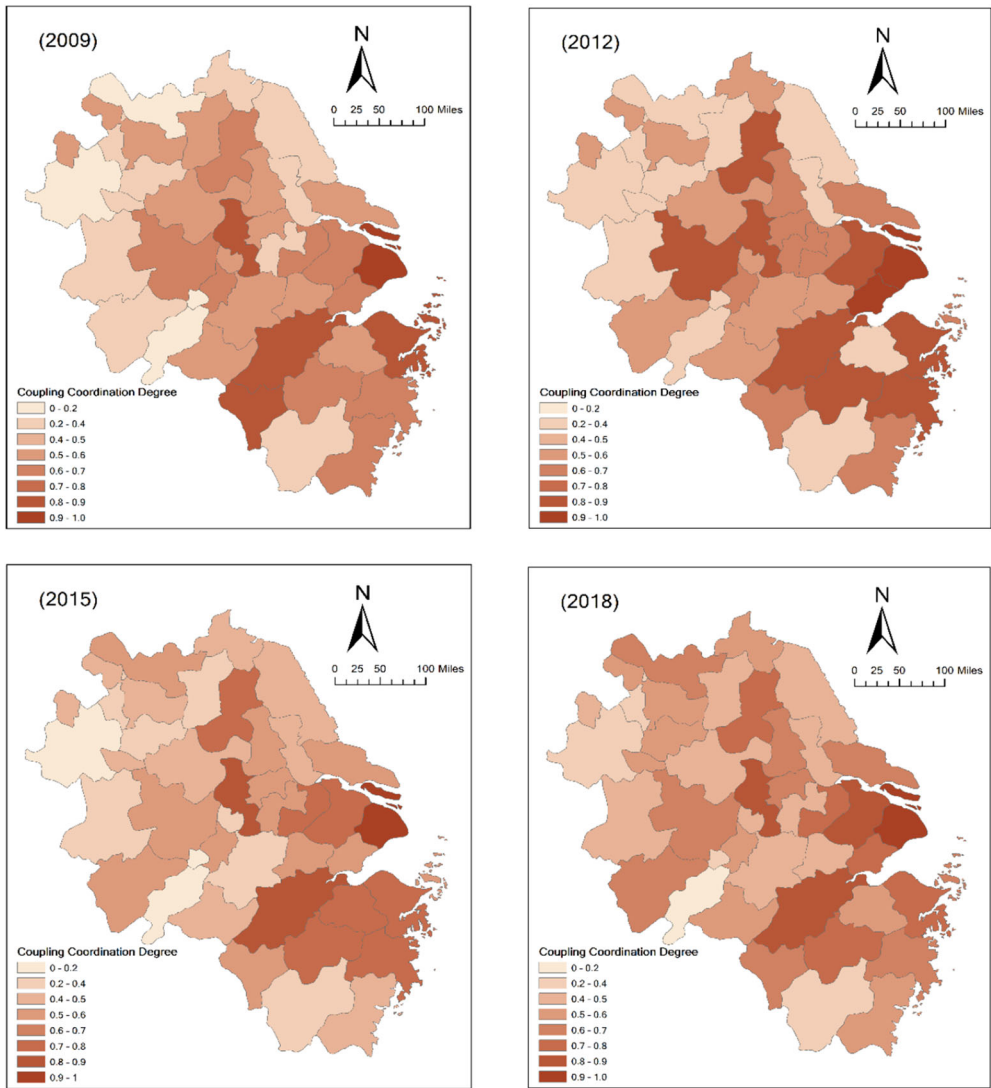 (2009)
N
0 25 50 100 Miles
Coupling Coordination Degree
0 - 0.2
0.2 - 0.4
0.4 - 0.5
0.5 - 0.6
0.6 - 0.7
0.7 - 0.8
0.8 - 0.9
0.9 - 1.0
(2012)
N
0 25 50 100 Miles
Coupling Coordination Degree
0 - 0.2
0.2 - 0.4
0.4 - 0.5
0.5 - 0.6
0.6 - 0.7
0.7 - 0.8
0.8 - 0.9
0.9 - 1.0
(2015)
N
0 25 50 100 Miles
Coupling Coordination Degree
0 - 0.2
0.2 - 0.4
0.4 - 0.5
0.5 - 0.6
0.6 - 0.7
0.7 - 0.8
0.8 - 0.9
0.9 - 1
(2018)
N
0 25 50 100 Miles
Coupling Coordination Degree
0 - 0.2
0.2 - 0.4
0.4 - 0.5
0.5 - 0.6
0.6 - 0.7
0.7 - 0.8
0.8 - 0.9
0.9 - 1.0